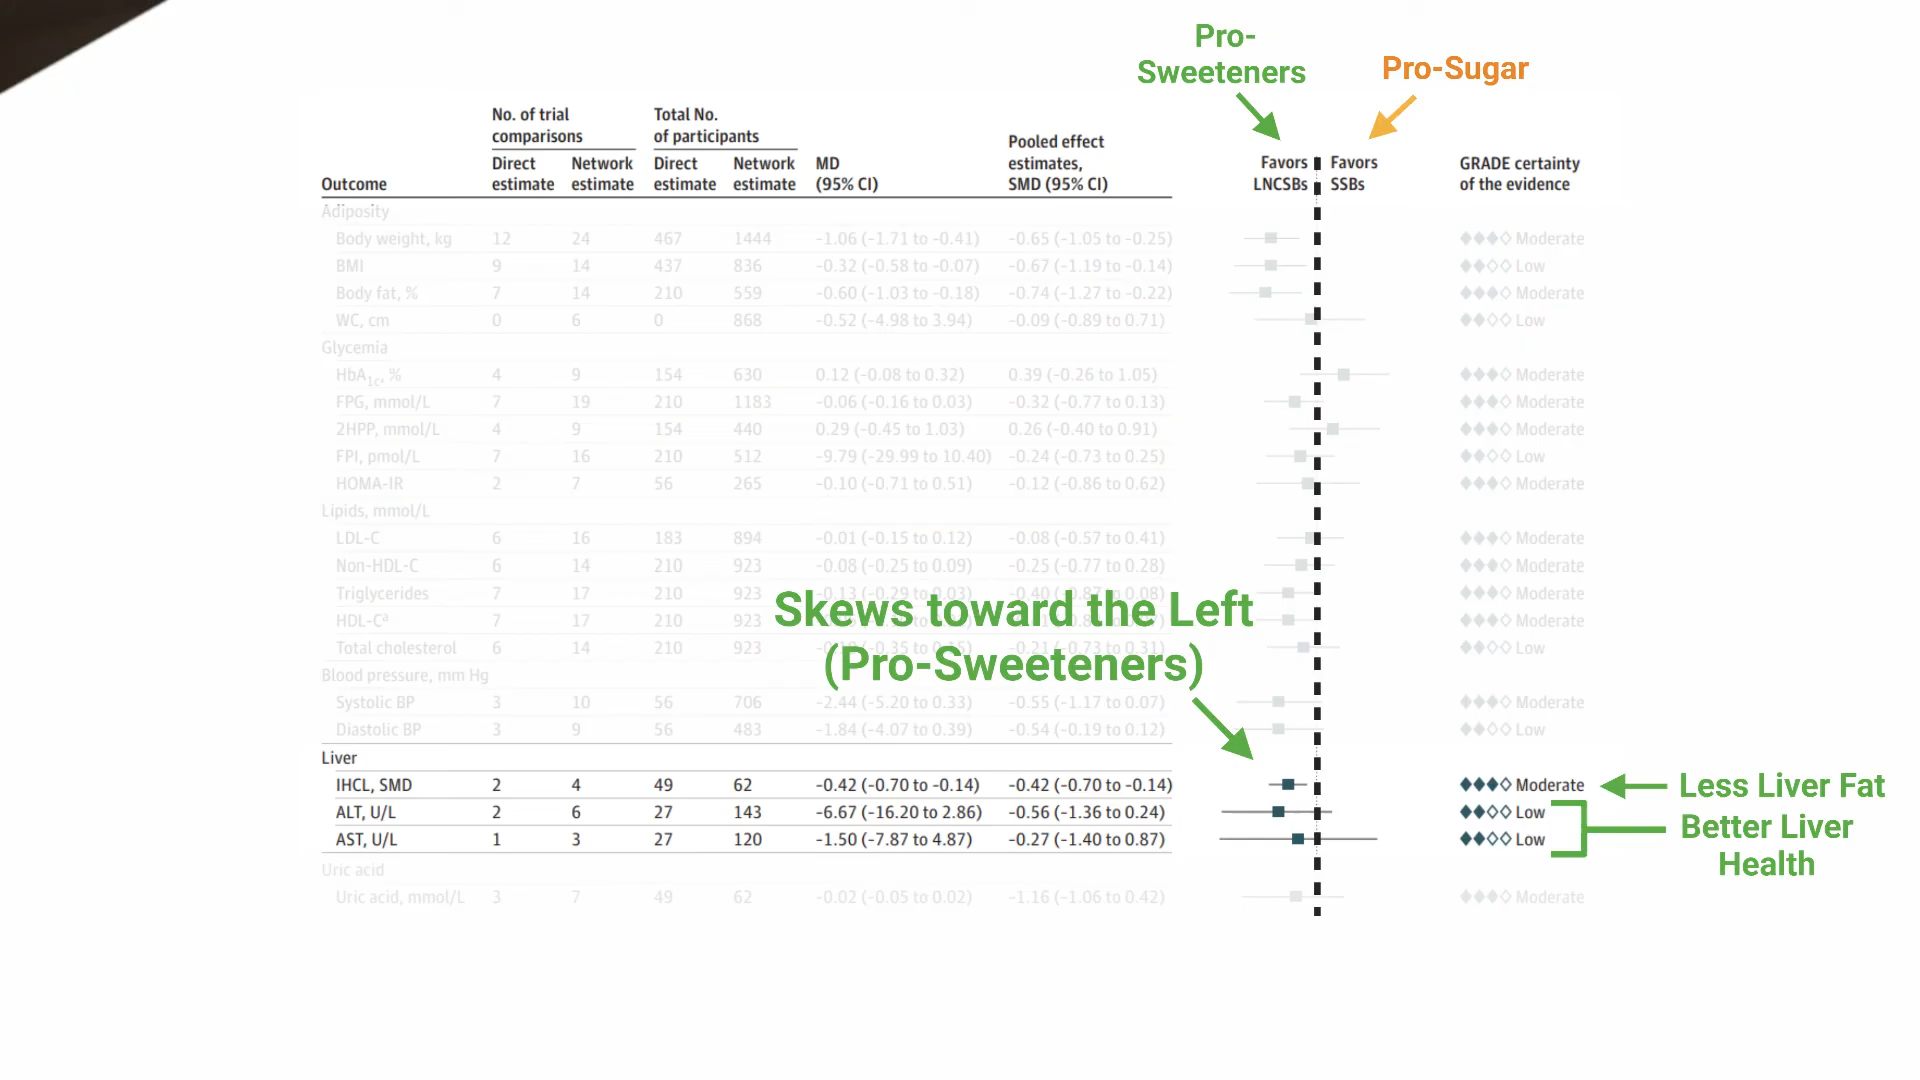 Pro-
Sweeteners
Pro-Sugar
No. of trial comparisons
Total No. of participants
Pooled effect estimates, SMD (95% CI)
Outcome Direct estimate Network estimate Direct estimate Network estimate MD (95% CI) Favors LNCSBs Favors SSBs GRADE certainty of the evidence
Adiposity
Body weight, kg 12 24 467 1444 -1.06 (-1.71 to -0.41) -0.65 (-1.05 to -0.25) Moderate
BMI 9 14 437 836 -0.32 (-0.58 to -0.07) -0.67 (-1.19 to -0.14) Low
Body fat, % 7 14 210 559 -0.60 (-1.03 to -0.18) -0.74 (-1.27 to -0.22) Moderate
WC, cm 0 6 0 868 -0.52 (-4.98 to 3.94) -0.09 (-0.89 to 0.71) Low
Glycemia
HbA1c, % 4 9 154 630 0.12 (-0.08 to 0.32) 0.39 (-0.26 to 1.05) Moderate
FPG, mmol/L 7 19 210 1183 -0.06 (-0.16 to 0.03) -0.32 (-0.77 to 0.13) Moderate
2HPP, mmol/L 4 9 154 440 0.29 (-0.45 to 1.03) 0.26 (-0.40 to 0.91) Moderate
FPI, pmol/L 7 16 210 512 -9.79 (-29.99 to 10.40) -0.24 (-0.73 to 0.25) Low
HOMA-IR 2 7 56 265 -0.10 (-0.71 to 0.51) -0.12 (-0.86 to 0.62) Moderate
Lipids, mmol/L
LDL-C 6 16 183 894 -0.01 (-0.15 to 0.12) -0.08 (-0.57 to 0.41) Moderate
Non-HDL-C 6 14 210 923 -0.08 (-0.25 to 0.09) -0.25 (-0.77 to 0.28) Moderate
Triglycerides 7 17 210 923 -0.13 (-0.29 to 0.03) Moderate
HDL-Cª 7 17 210 923 Moderate
Total cholesterol 6 14 210 923 -0.21 (-0.73 to 0.31) Low
Skews toward the Left
(Pro-Sweeteners)
Blood pressure, mm Hg
Systolic BP 3 10 706 56 -2.44 (-5.20 to 0.33) -0.55 (-1.17 to 0.07) Moderate
Diastolic BP 3 9 56 483 -1.84 (-4.07 to 0.39) -0.54 (-0.19 to 0.12) Low
Liver
IHCL, SMD 2 4 49 62 -0.42 (-0.70 to -0.14) -0.42 (-0.70 to -0.14) Moderate
ALT, U/L 2 6 27 143 -6.67 (-16.20 to 2.86) -0.56 (-1.36 to 0.24) Low
AST, U/L 1 3 27 120 -1.50 (-7.87 to 4.87) -0.27 (-1.40 to 0.87) Low
Less Liver Fat
Better Liver
Health
Uric acid
Uric acid, mmol/L 3 7 49 62 -0.02 (-0.05 to 0.02) -1.16 (-1.06 to 0.42) Moderate